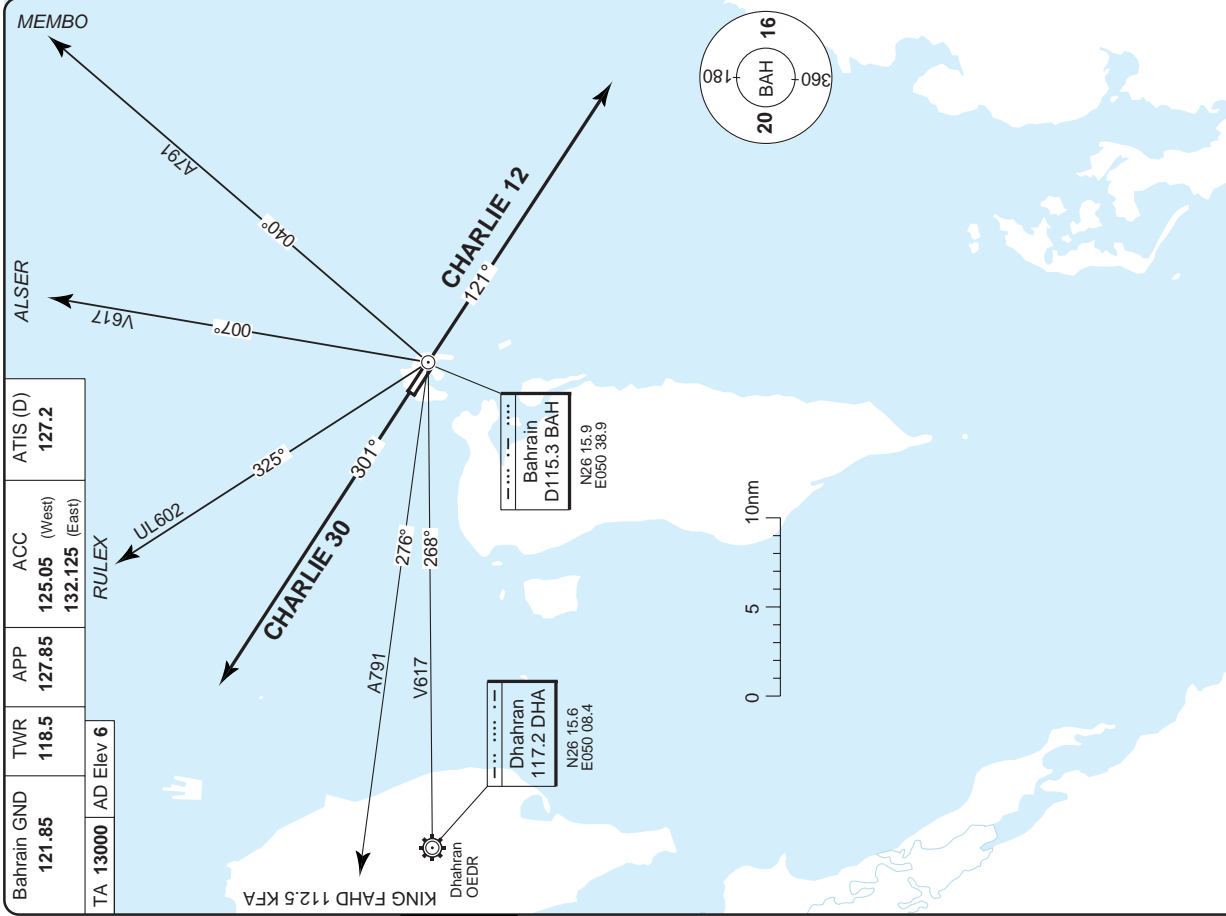 Bahrain GND
121.85
TWR
118.5
APP
127.85
ACC
125.05 (West)
132.125 (East)
ATIS (D)
127.2
TA 13000
AD Elev 6
MEMBO
ALSER
RULEX
A791
040°
V617
007°
UL602
325°
CHARLIE 12
121°
CHARLIE 30
301°
276°
268°
A791
V617
180
20 BAH 16
360
Bahrain
D115.3 BAH
N26 15.9
E050 38.9
Dhahran
117.2 DHA
N26 15.6
E050 08.4
KING FAHD 112.5 KFA
Dhahran
OEDR
0 5 10nm